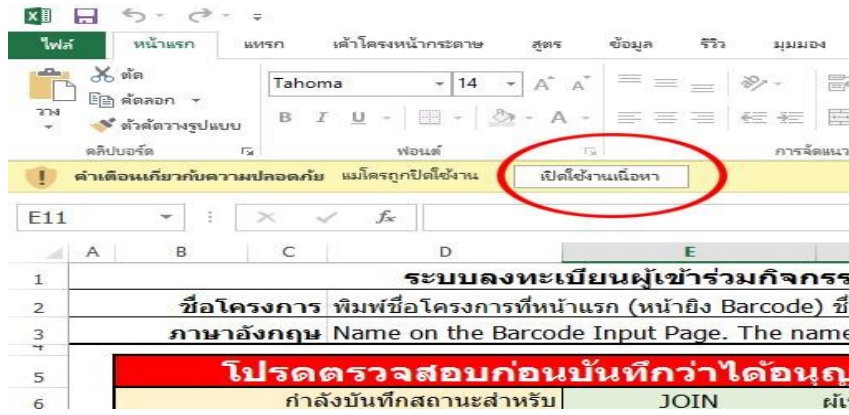 ไฟล์ หน้าแรก แทรก เค้าโครงหน้ากระดาษ สูตร ข้อมูล รีวิว มุมมอง
วาง
ตัด
คัดลอก
ตัวคัดวางรูปแบบ
Tahoma 14 A A
B I U A
คลิปบอร์ด ฟอนต์ การจัดแนว
คำเตือนเกี่ยวกับความปลอดภัย แมโครถูกปิดใช้งาน เปิดใช้งานเนื้อหา
E11 fx
A B C D E
1 ระบบลงทะเบียนผู้เข้าร่วมกิจกรร
2 ชื่อโครงการ พิมพ์ชื่อโครงการที่หน้าแรก (หน้ายิง Barcode) ชื่
3 ภาษาอังกฤษ Name on the Barcode Input Page. The name
5 โปรดตรวจสอบก่อนบันทึกว่าได้อนุญ
6 กำลังบันทึกสถานะสำหรับ JOIN ผู้เ